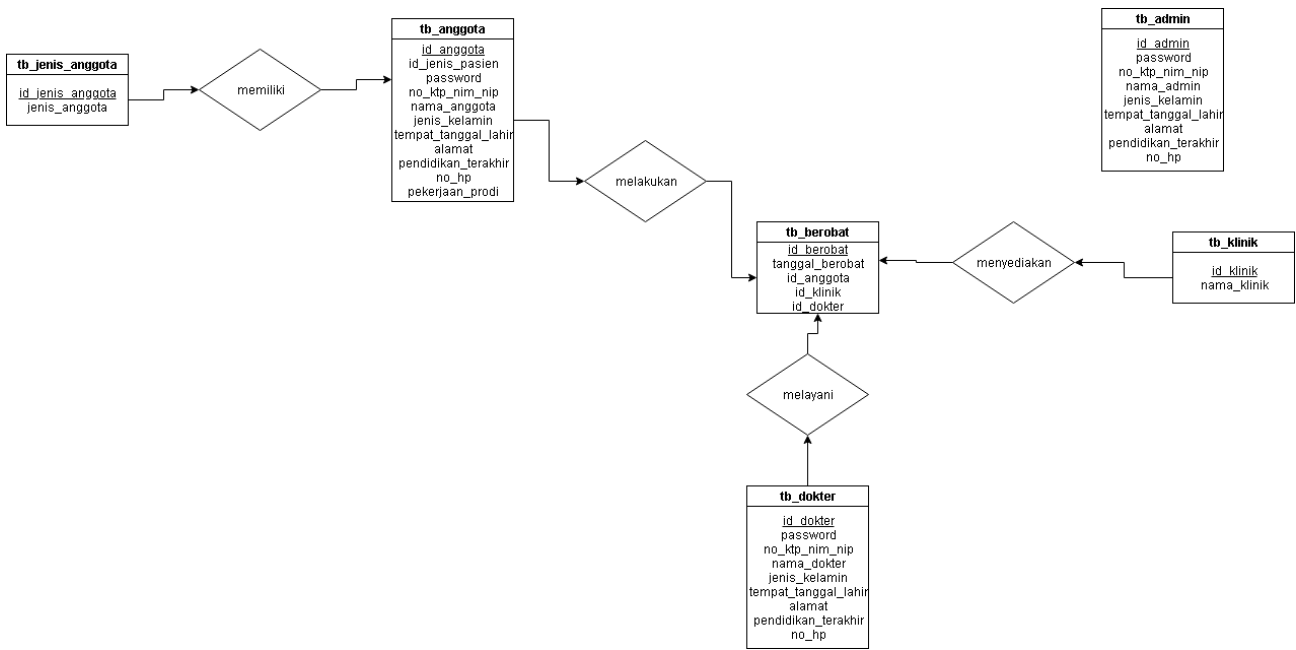 tb_jenis_anggota
id_jenis_anggota
jenis_anggota
memiliki
tb_anggota
id_anggota
id_jenis_pasien
password
no_ktp_nim_nip
nama_anggota
jenis_kelamin
tempat_tanggal_lahir
alamat
pendidikan_terakhir
no_hp
pekerjaan_prodi
melakukan
tb_berobat
id_berobat
tanggal_berobat
id_anggota
id_klinik
id_dokter
menyediakan
tb_klinik
id_klinik
nama_klinik
tb_admin
id_admin
password
no_ktp_nim_nip
nama_admin
jenis_kelamin
tempat_tanggal_lahir
alamat
pendidikan_terakhir
no_hp
melayani
tb_dokter
id_dokter
password
no_ktp_nim_nip
nama_dokter
jenis_kelamin
tempat_tanggal_lahir
alamat
pendidikan_terakhir
no_hp